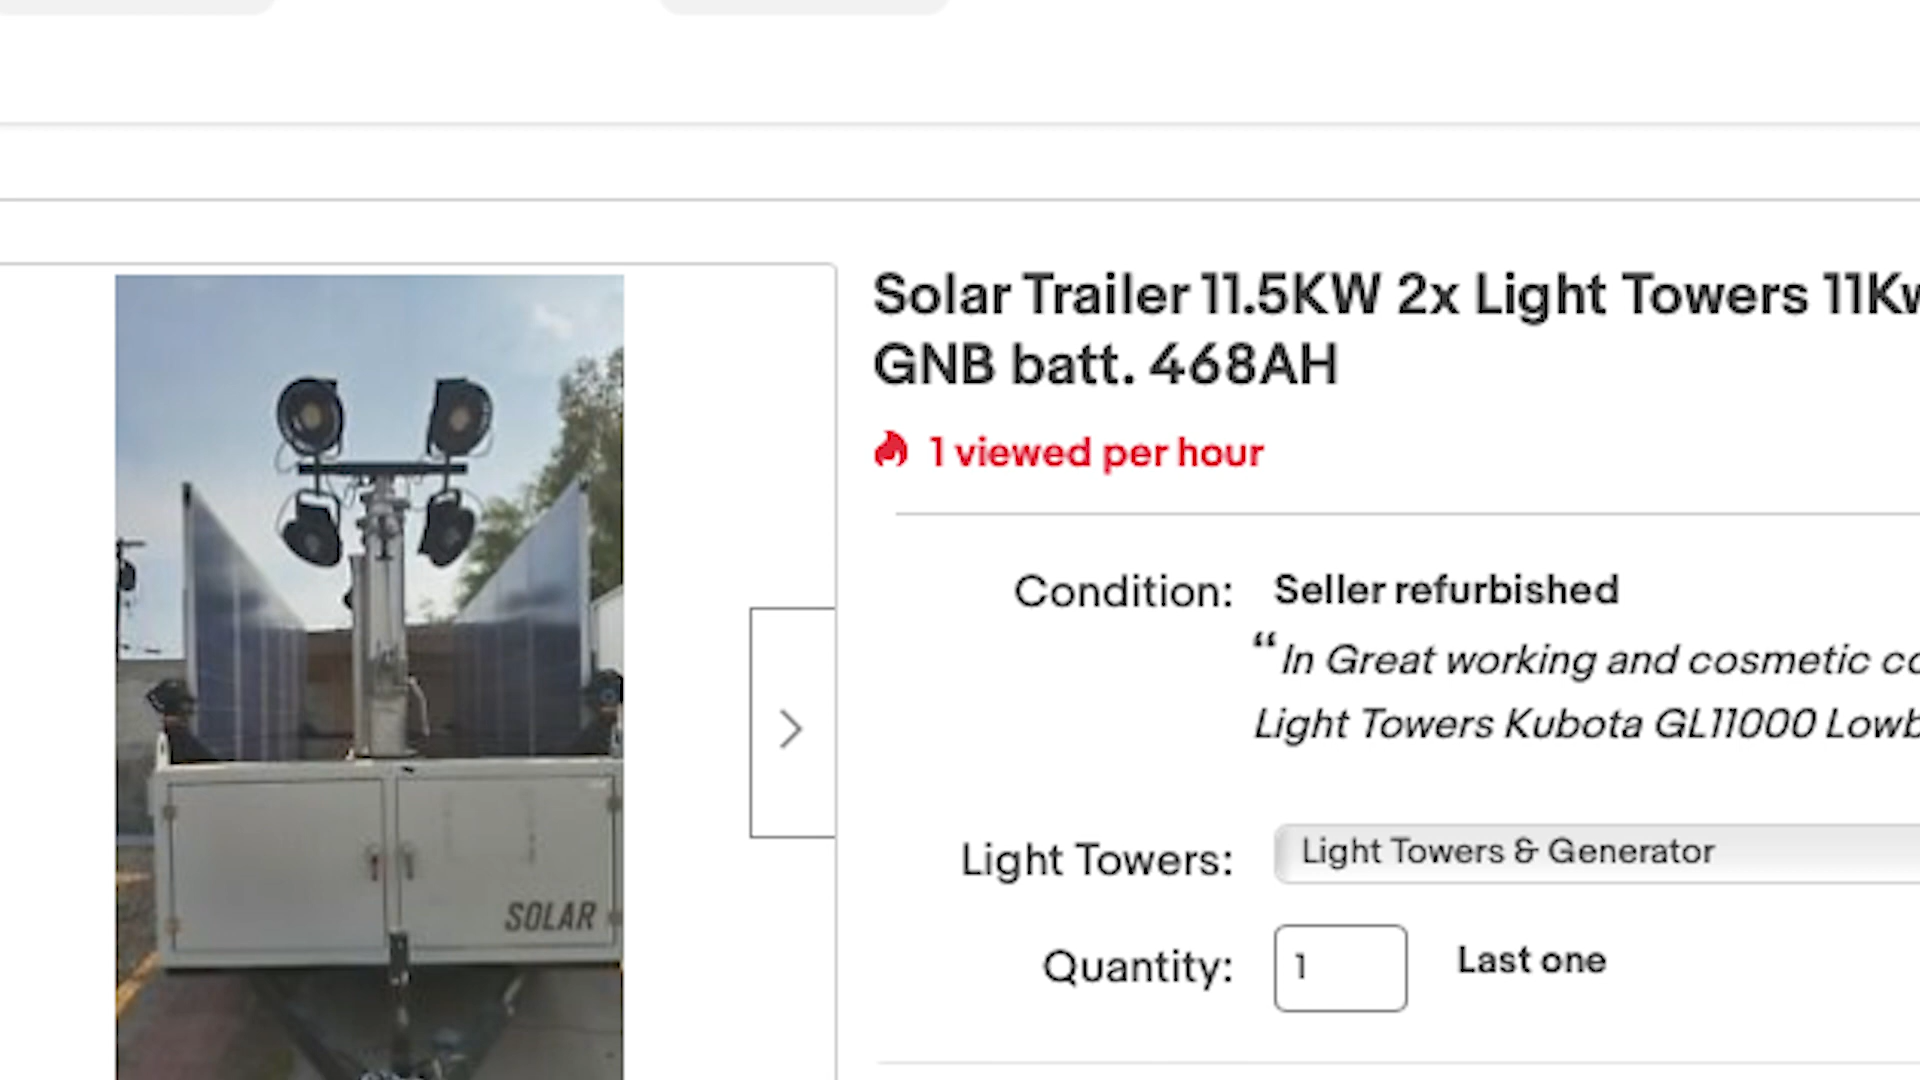 Solar Trailer 11.5KW 2x Light Towers 11Kw
GNB batt. 468AH
1 viewed per hour
Condition: Seller refurbished
“In Great working and cosmetic
Light Towers Kubota GL11000
Light Towers: Light Towers & Generator
Quantity: 1 Last one
SOLAR